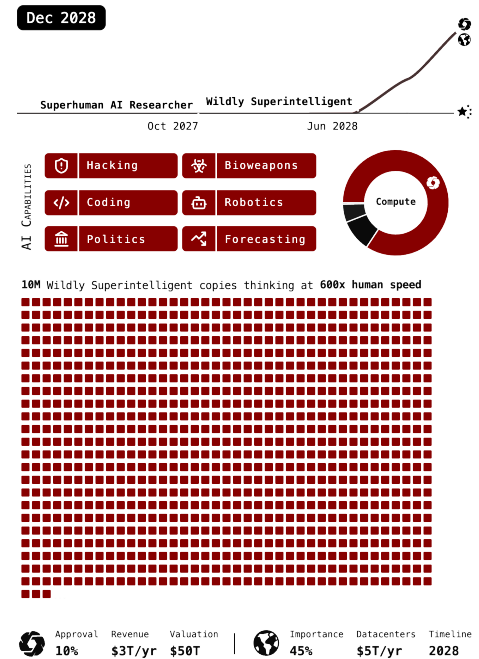 Dec 2028
Superhuman AI Researcher
Wildly Superintelligent
Oct 2027
Jun 2028
AI Capabilities
Hacking
Bioweapons
Coding
Robotics
Politics
Forecasting
Compute
10M Wildly Superintelligent copies thinking at 600x human speed
Approval Revenue Valuation Importance Datacenters Timeline
10% $3T/yr $50T 45% $5T/yr 2028